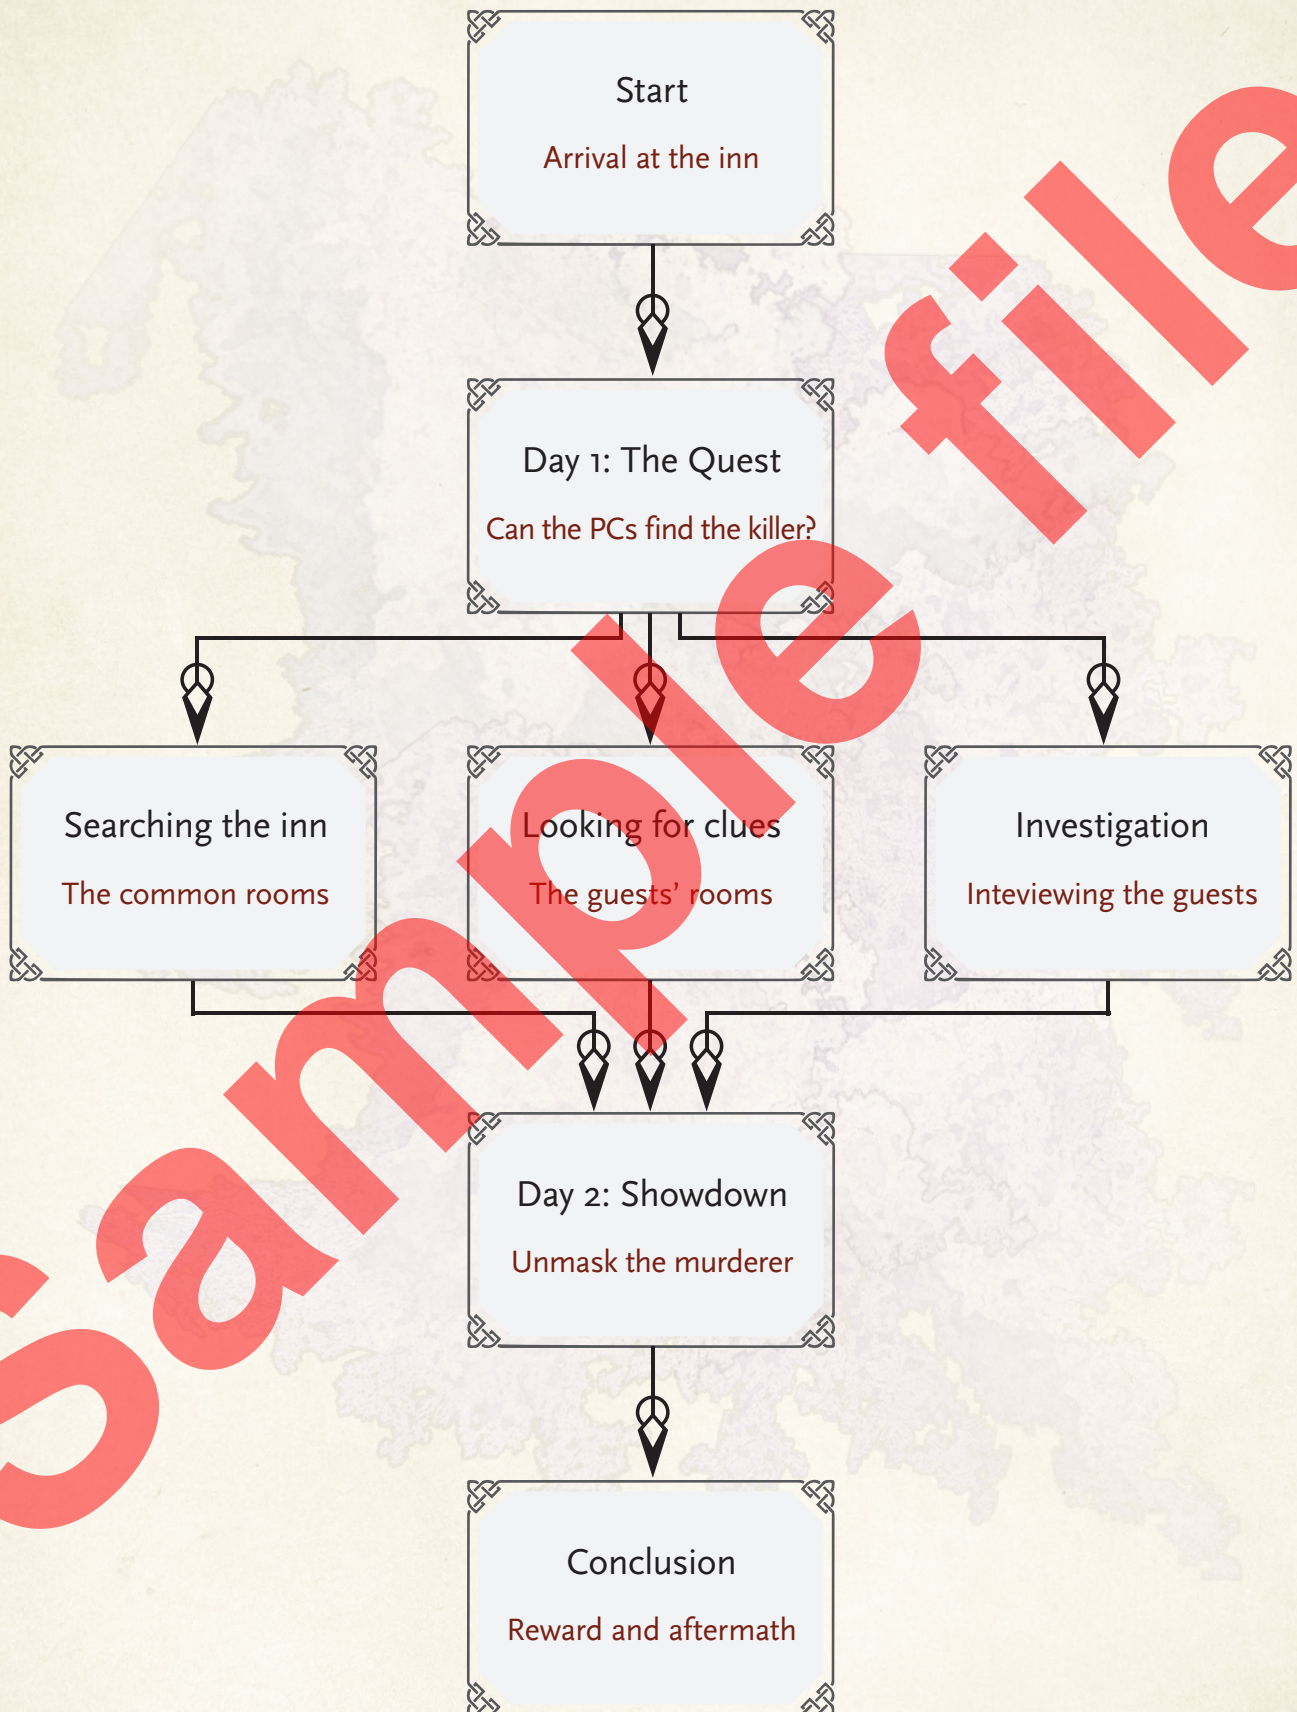 Start
Arrival at the inn
Day 1: The Quest
Can the PCs find the killer?
Searching the inn
The common rooms
Looking for clues
The guests’ rooms
Investigation
Inteviewing the guests
Day 2: Showdown
Unmask the murderer
Conclusion
Reward and aftermath
Sample file